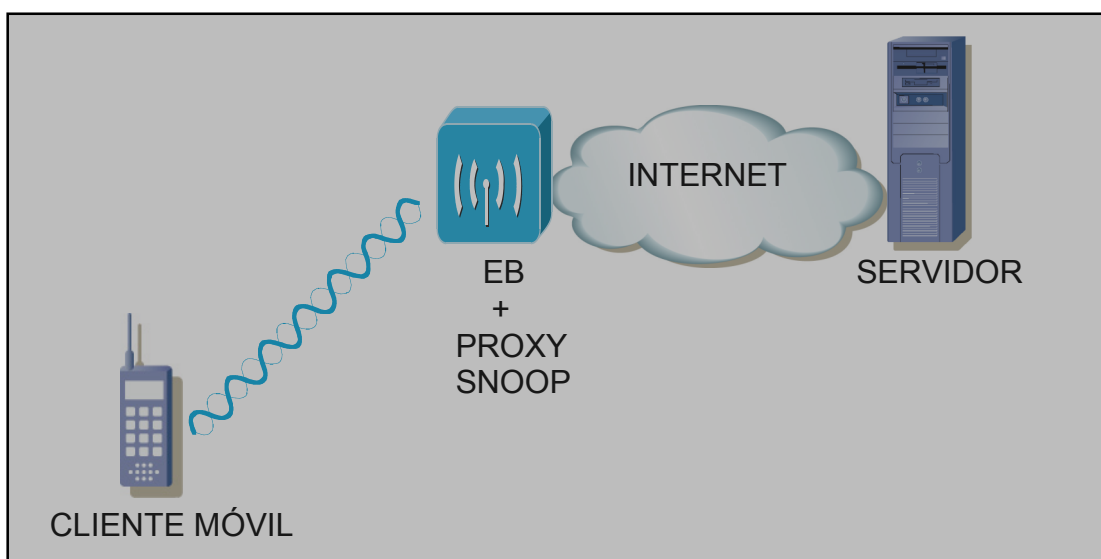 INTERNET
EB
+
PROXY
SNOOP
SERVIDOR
CLIENTE MÓVIL